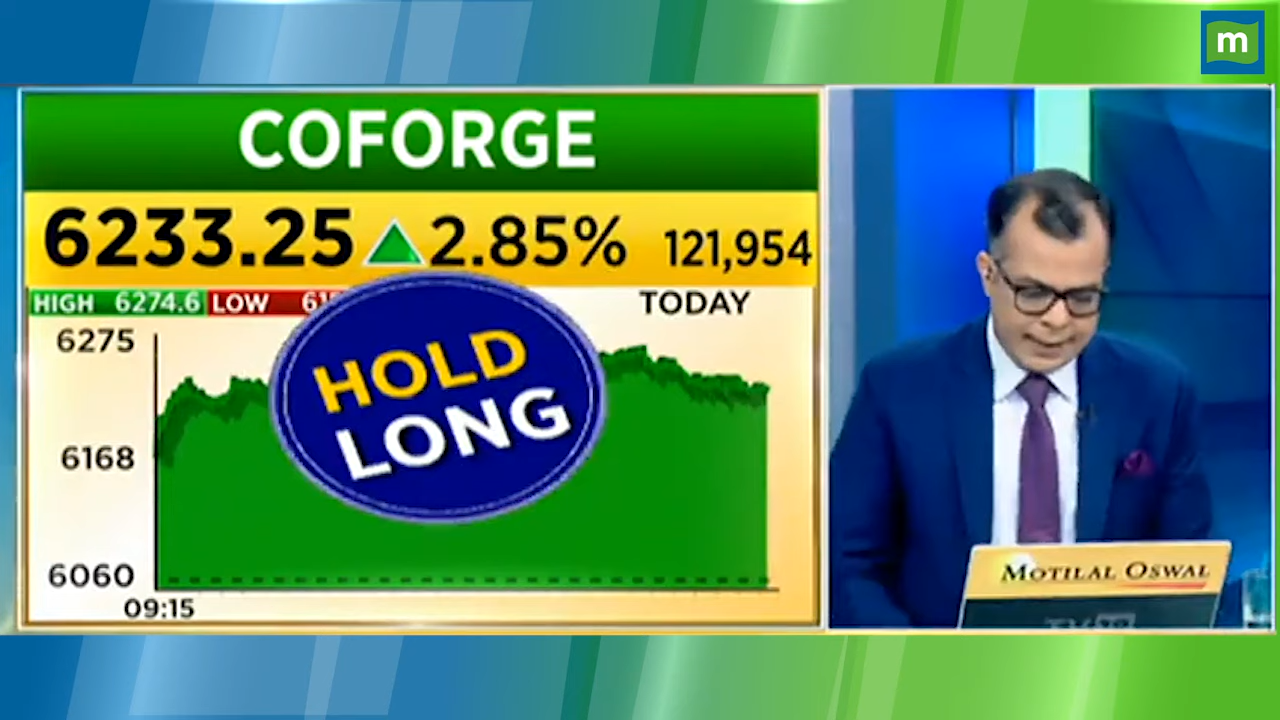 m
COFORGE
6233.25 ▲ 2.85% 121,954
HIGH 6274.6 LOW
TODAY
HOLD
LONG
6275
6168
6060
09:15
MOTILAL OSWAL